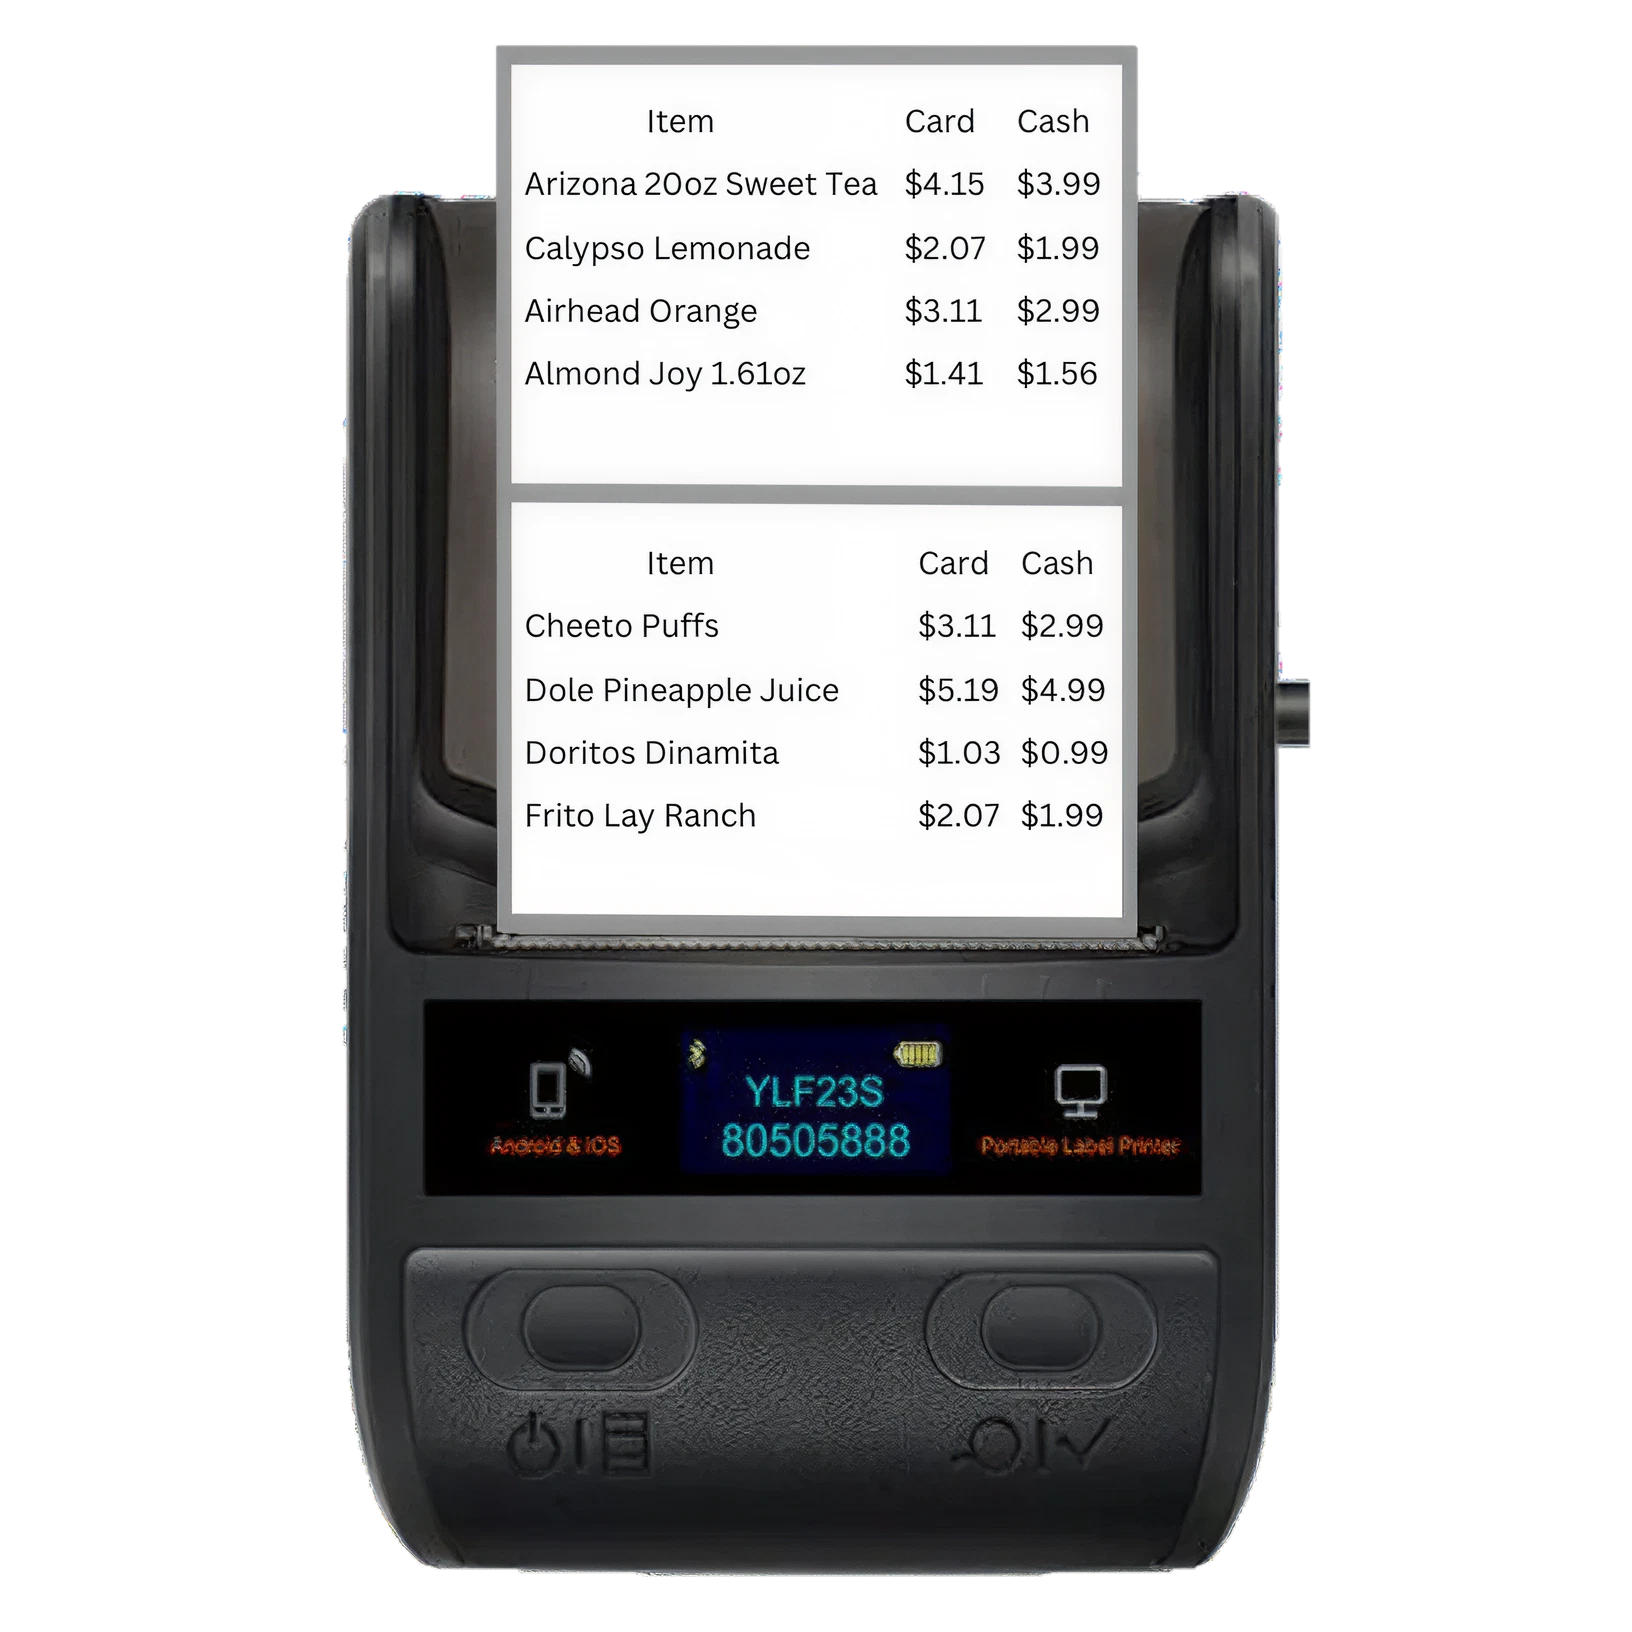 Item Card Cash
Arizona 20oz Sweet Tea $4.15 $3.99
Calypso Lemonade $2.07 $1.99
Airhead Orange $3.11 $2.99
Almond Joy 1.61oz $1.41 $1.56
Item Card Cash
Cheeto Puffs $3.11 $2.99
Dole Pineapple Juice $5.19 $4.99
Doritos Dinamita $1.03 $0.99
Frito Lay Ranch $2.07 $1.99
YLF23S
80505888
Android & IOS
Portable Label Printer